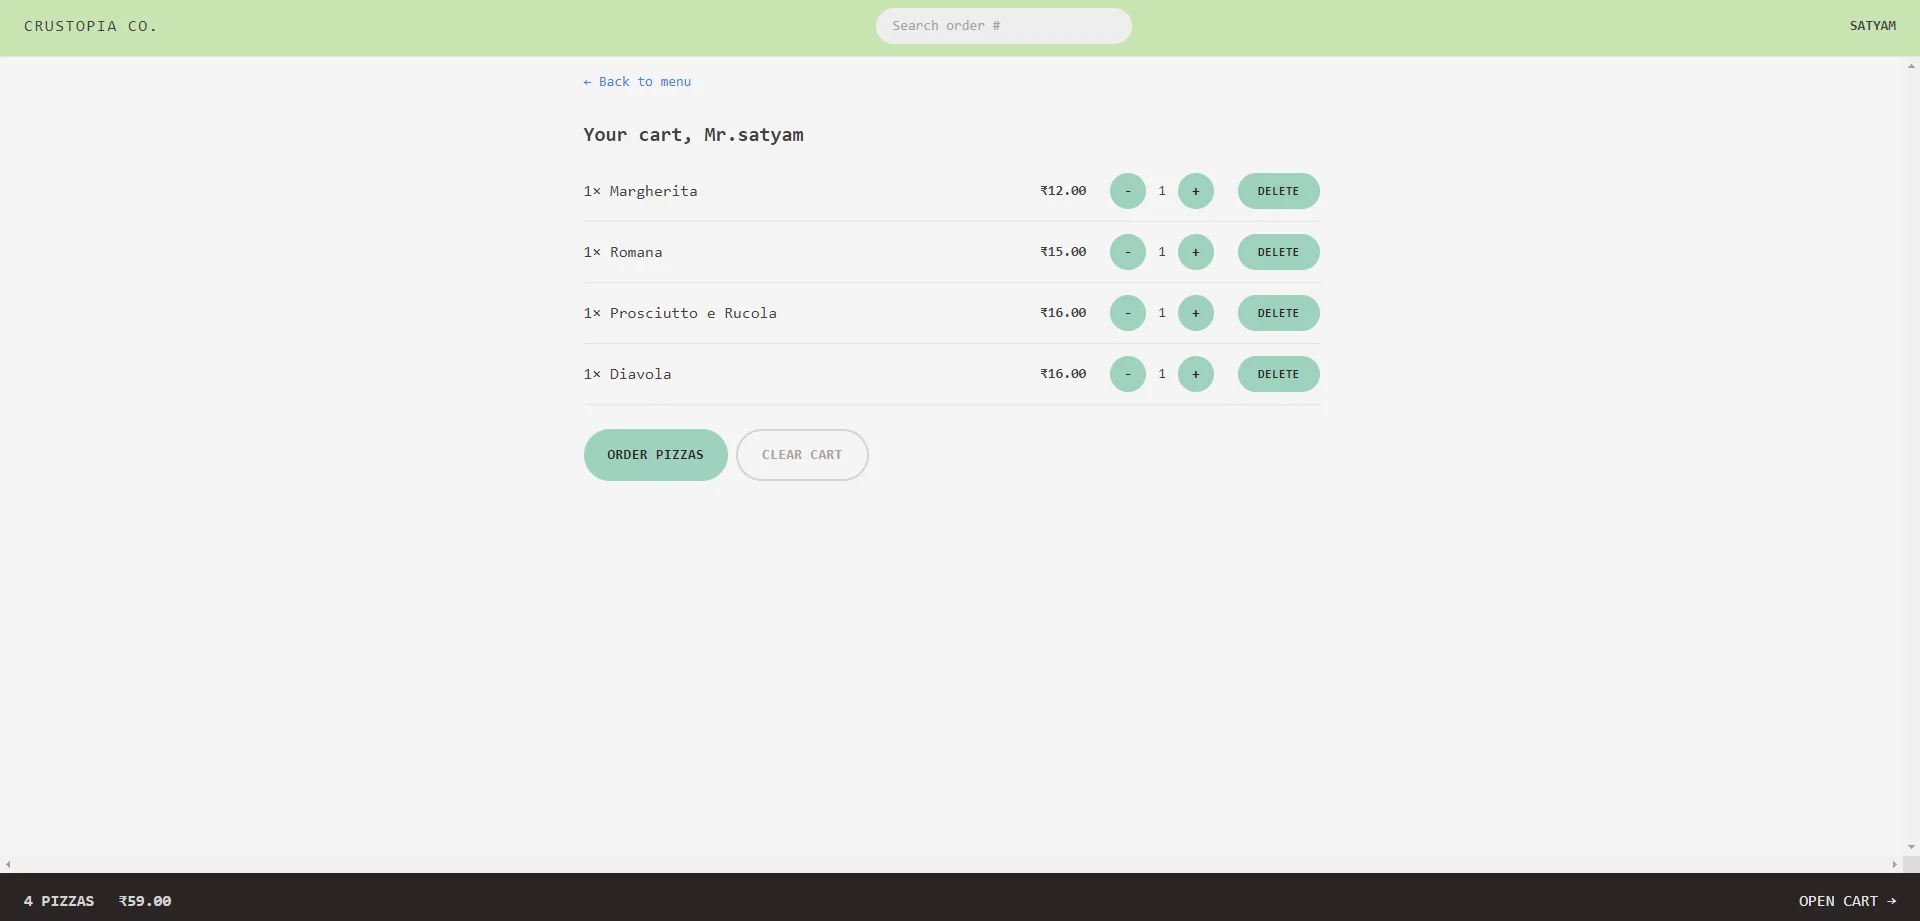 CRUSTOPIA CO. Search order # SATYAM
← Back to menu
Your cart, Mr.satyam
1× Margherita ₹12.00 - 1 + DELETE
1× Romana ₹15.00 - 1 + DELETE
1× Prosciutto e Rucola ₹16.00 - 1 + DELETE
1× Diavola ₹16.00 - 1 + DELETE
ORDER PIZZAS CLEAR CART
4 PIZZAS ₹59.00 OPEN CART →